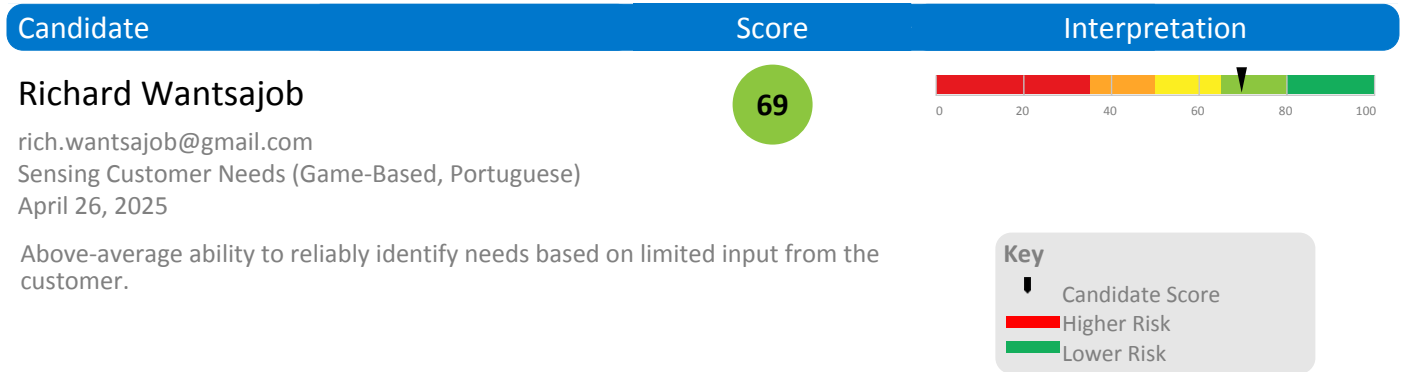 Candidate Score Interpretation
Richard Wantsajob
69
0 20 40 60 80 100
rich.wantsajob@gmail.com
Sensing Customer Needs (Game-Based, Portuguese)
April 26, 2025
Above-average ability to reliably identify needs based on limited input from the
customer.
Key
Candidate Score
Higher Risk
Lower Risk